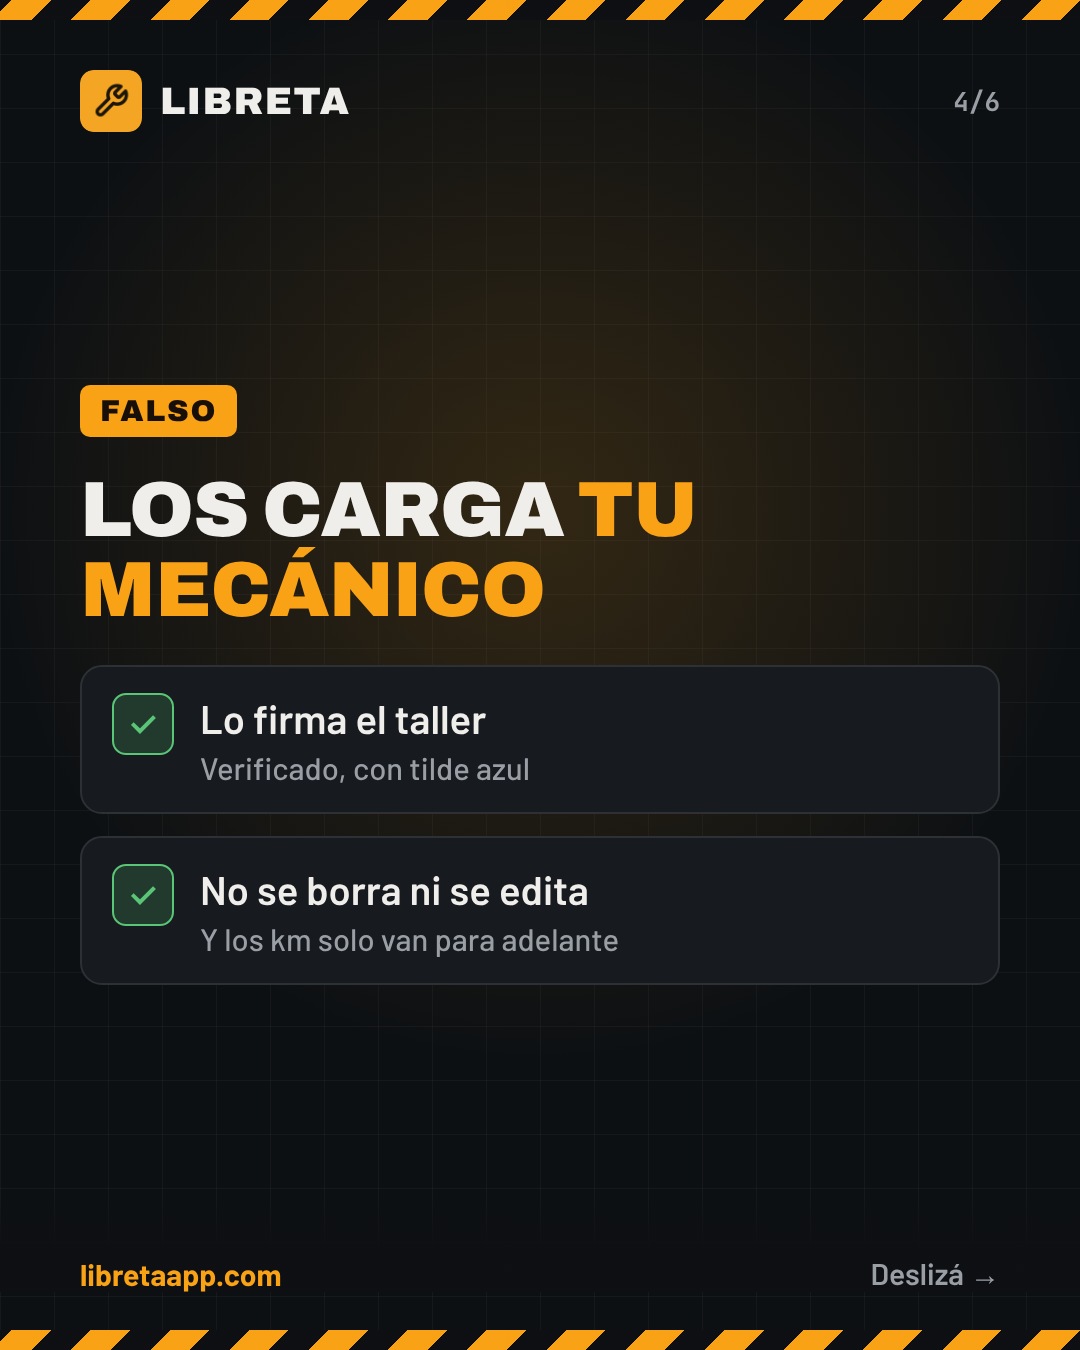 LIBRETA
4/6
FALSO
LOS CARGA TU
MECÁNICO
Lo firma el taller
Verificado, con tilde azul
No se borra ni se edita
Y los km solo van para adelante
libretaapp.com
Deslizá →